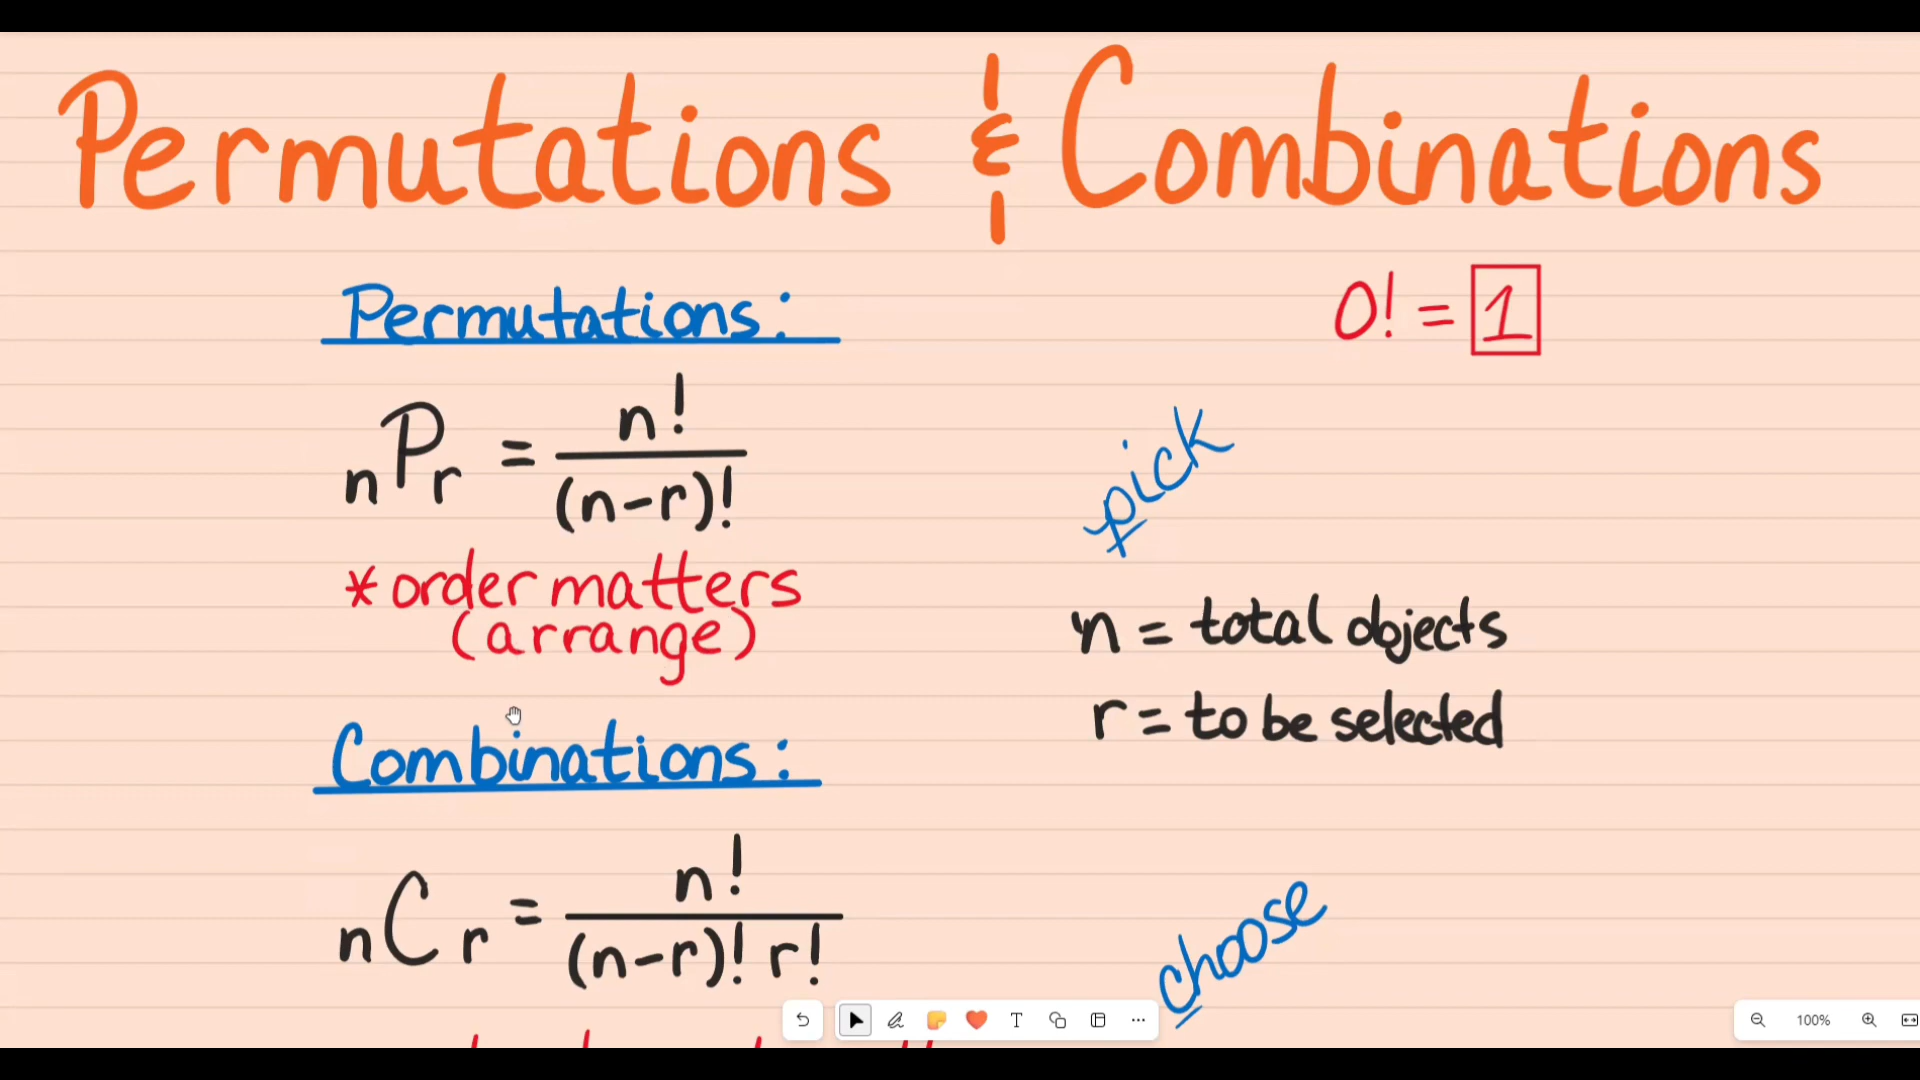 Permutations & Combinations
Permutations:
0! = 1
nPr = n! / (n-r)!
pick
*order matters
(arrange)
n = total objects
r = to be selected
Combinations:
nCr = n! / (n-r)! r!
choose
100%